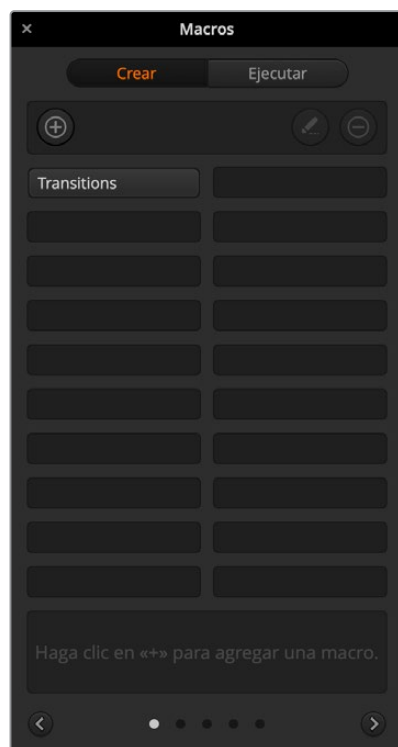 Macros
Crear Ejecutar
Transitions
Haga clic en «+» para agregar una macro.